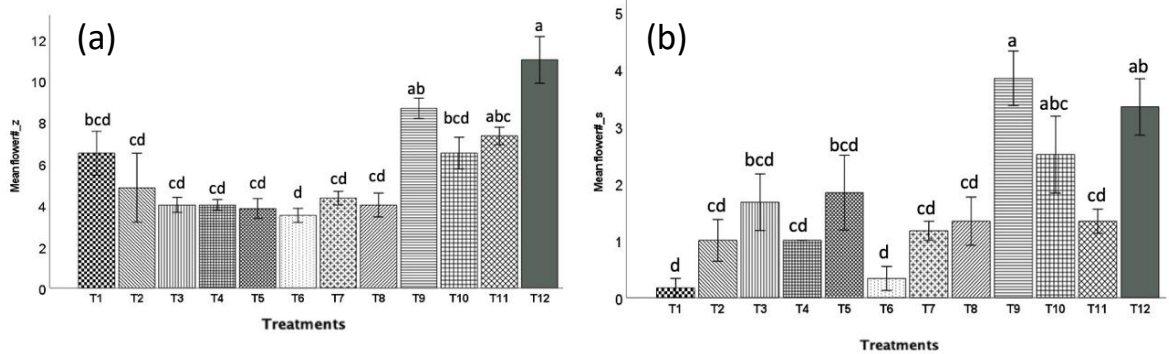 (a)
Mean flower#_z
12
10
8
6
4
2
0
bcd
cd
cd
cd
cd
d
cd
cd
ab
bcd
abc
a
T1 T2 T3 T4 T5 T6 T7 T8 T9 T10 T11 T12
Treatments
(b)
Mean flower#_s
5
4
3
2
1
0
d
cd
bcd
cd
bcd
d
cd
cd
a
abc
cd
ab
T1 T2 T3 T4 T5 T6 T7 T8 T9 T10 T11 T12
Treatments